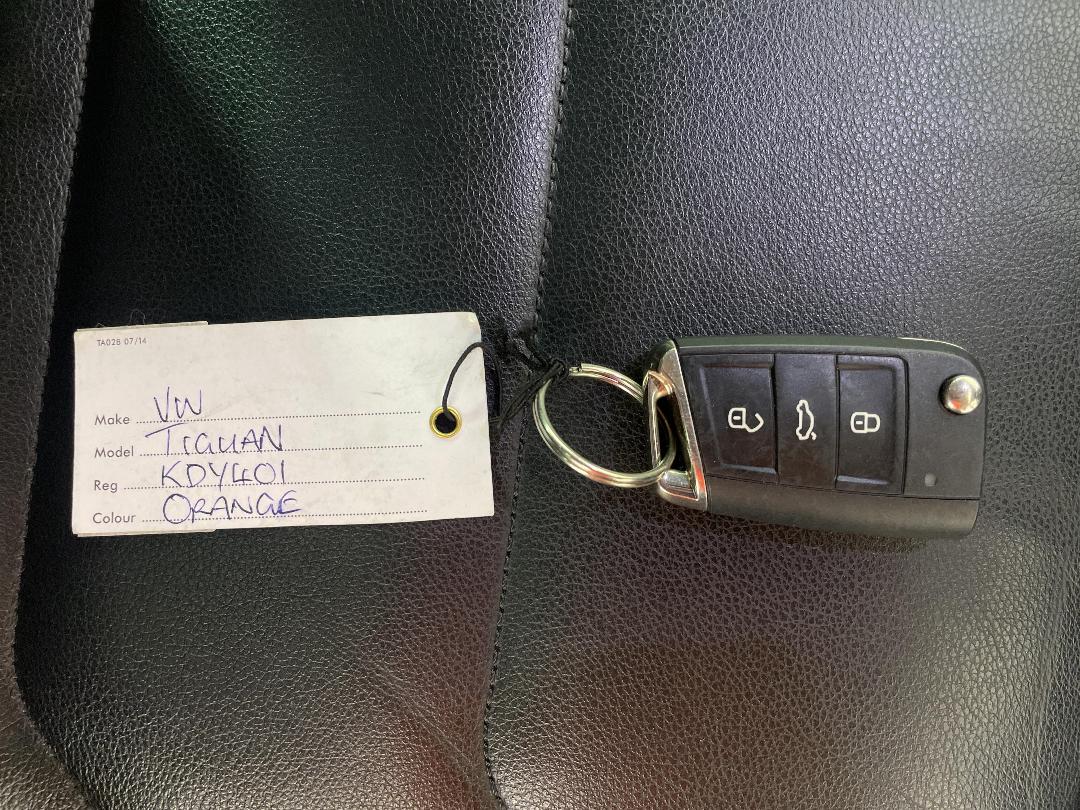 TA028 07/14
Make VW
Model TIGUAN
Reg KDY401
Colour ORANGE